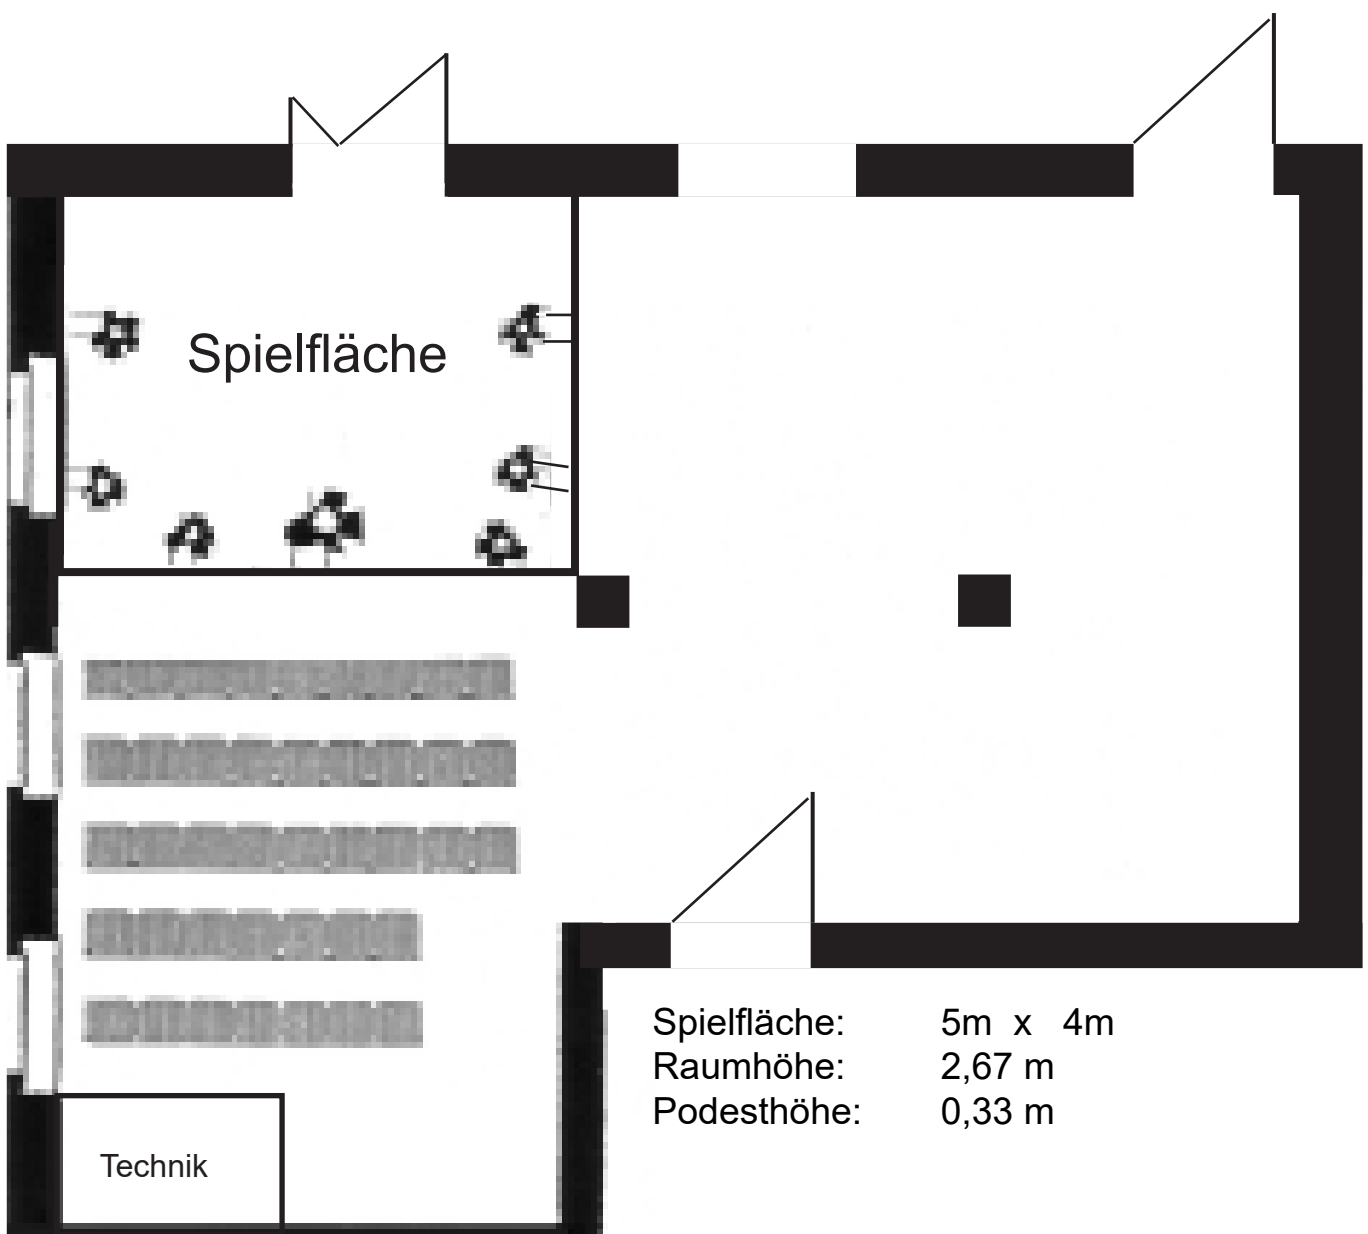 Spielfläche
Spielfläche: 5m x 4m
Raumhöhe: 2,67 m
Podesthöhe: 0,33 m
Technik